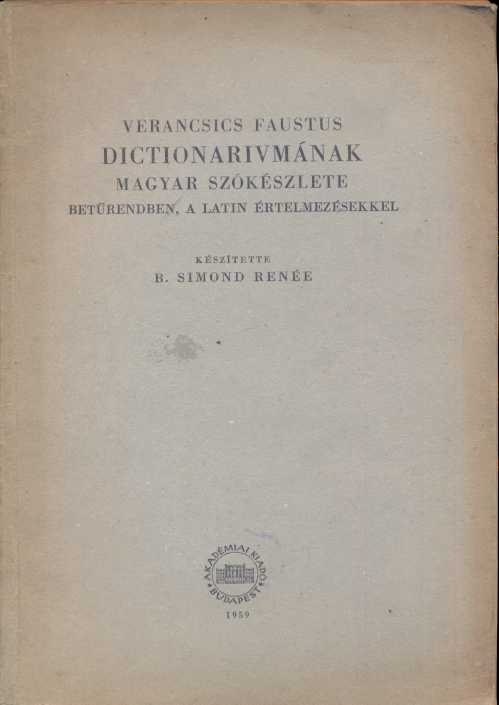 VERANCSICS FAUSTUS
DICTIONARIVMÁNAK
MAGYAR SZÓKÉSZLETE
BETŰRENDBEN, A LATIN ÉRTELMEZÉSEKKEL
KÉSZÍTETTE
B. SIMOND RENÉE
AKADÉMIAI KIADÓ
BUDAPEST
1959